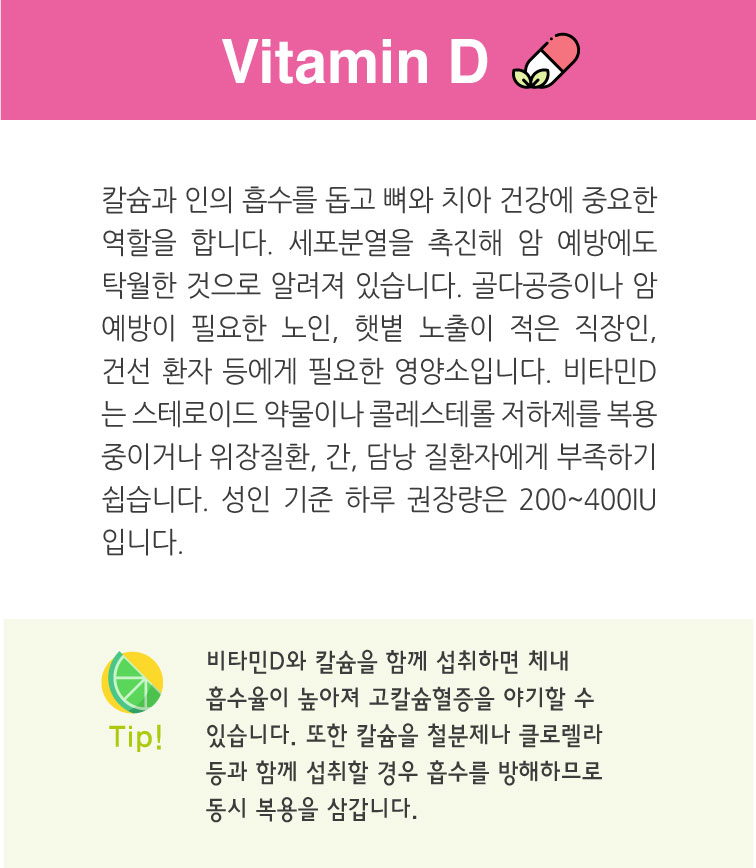 Vitamin D
칼슘과 인의 흡수를 돕고 뼈와 치아 건강에 중요한
역할을 합니다. 세포분열을 촉진해 암 예방에도
탁월한 것으로 알려져 있습니다. 골다공증이나 암
예방이 필요한 노인, 햇볕 노출이 적은 직장인,
건선 환자 등에게 필요한 영양소입니다. 비타민D
는 스테로이드 약물이나 콜레스테롤 저하제를 복용
중이거나 위장질환, 간, 담낭 질환자에게 부족하기
쉽습니다. 성인 기준 하루 권장량은 200~400IU
입니다.
비타민D와 칼슘을 함께 섭취하면 체내
흡수율이 높아져 고칼슘혈증을 야기할 수
있습니다. 또한 칼슘을 철분제나 클로렐라
등과 함께 섭취할 경우 흡수를 방해하므로
동시 복용을 삼갑니다.
Tip!